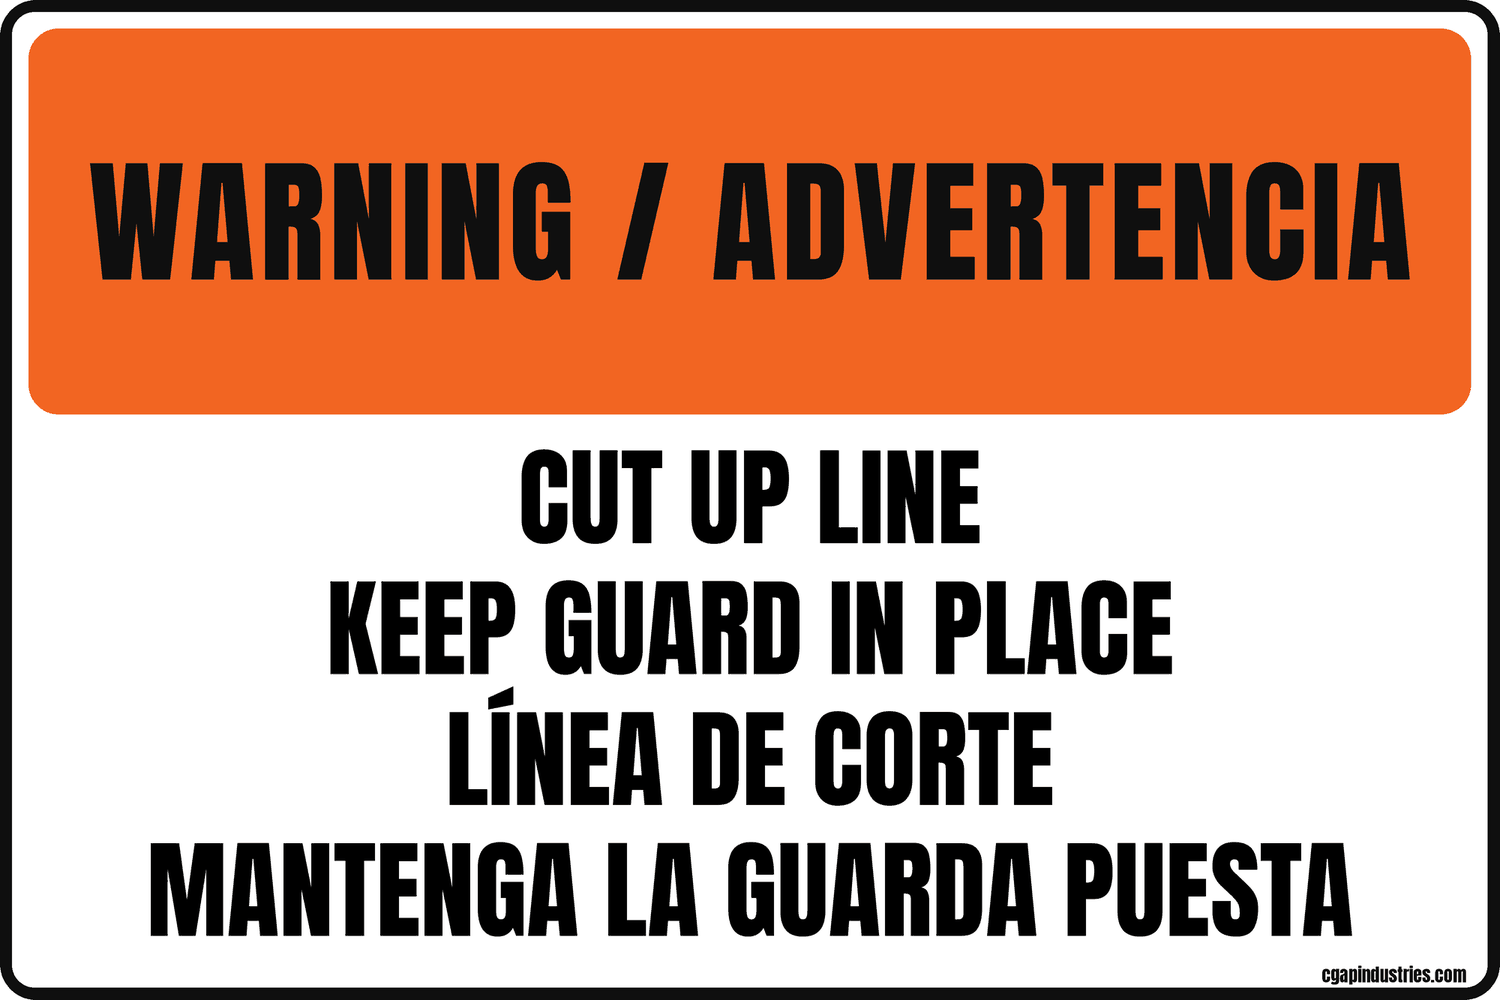 WARNING / ADVERTENCIA
CUT UP LINE
KEEP GUARD IN PLACE
LÍNEA DE CORTE
MANTENGA LA GUARDA PUESTA
cgapindustries.com